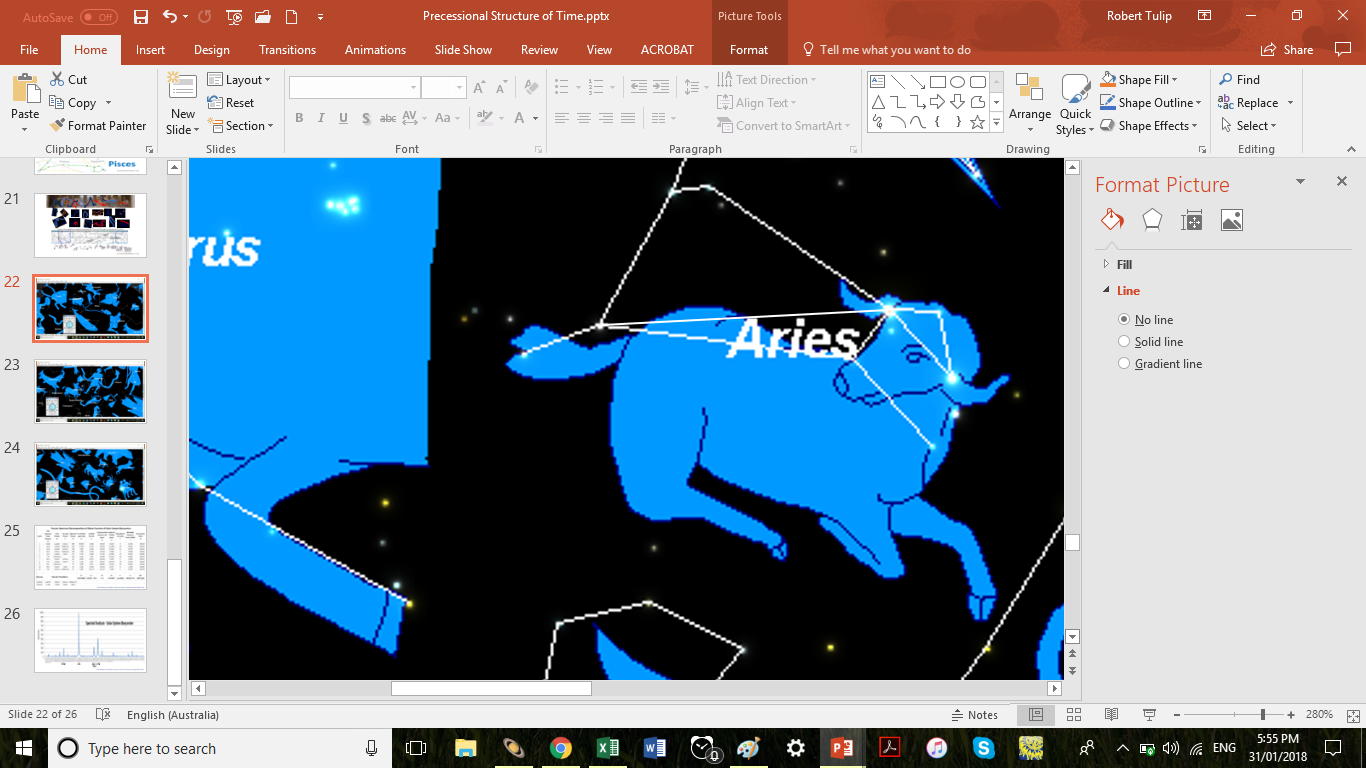 AutoSave Off
Precessional Structure of Time.pptx
Picture Tools
Robert Tulip
File Home Insert Design Transitions Animations Slide Show Review View ACROBAT Format Tell me what you want to do Share
Paste
Cut
Copy
Format Painter
Clipboard
New Slide
Layout
Reset
Section
Slides
B I U S abc AV Aa A
Font
Paragraph
Text Direction
Align Text
Convert to SmartArt
Arrange
Quick Styles
Shape Fill
Shape Outline
Shape Effects
Drawing
Find
Replace
Select
Editing
Pisces
21
22
23
24
25
26
rus
Aries
Format Picture
Fill
Line
No line
Solid line
Gradient line
Slide 22 of 26 English (Australia) Notes 280%
Type here to search
ENG
5:55 PM
31/01/2018